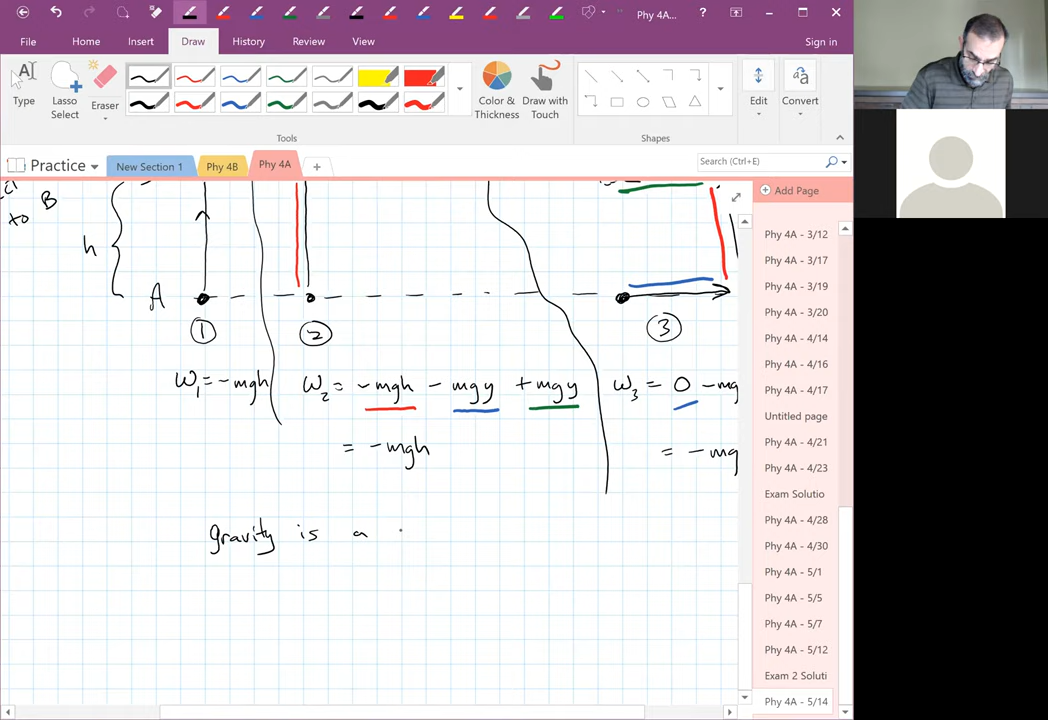 Phy 4A...
?
File
Home
Insert
Draw
History
Review
View
Sign in
Type
Lasso
Select
Eraser
Color &
Thickness
Draw with
Touch
Edit
Convert
Tools
Shapes
Practice
New Section 1
Phy 4B
Phy 4A
+
Search (Ctrl+E)
Add Page
Phy 4A - 3/12
Phy 4A - 3/17
Phy 4A - 3/19
Phy 4A - 3/20
Phy 4A - 4/14
Phy 4A - 4/16
Phy 4A - 4/17
Untitled page
Phy 4A - 4/21
Phy 4A - 4/23
Exam Solutio
Phy 4A - 4/28
Phy 4A - 4/30
Phy 4A - 5/1
Phy 4A - 5/5
Phy 4A - 5/7
Phy 4A - 5/12
Exam 2 Soluti
Phy 4A - 5/14
to B
h
A
① ② ③
W₁ = -mgh
W₂ = -mgh - mgy + mgy
= -mgh
W₃ = 0 - mg
= - mg
gravity is a